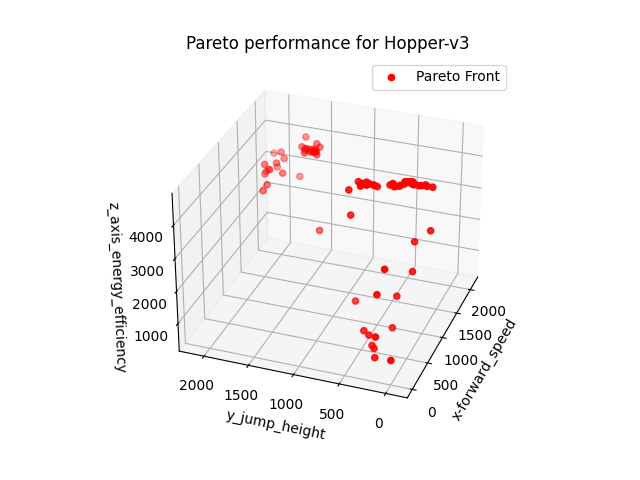 Pareto performance for Hopper-v3
Pareto Front
z_axis_energy_efficiency
4000
3000
2000
1000
2000
1500
1000
500
0
y_jump_height
2000
1500
1000
500
0
x-forward_speed